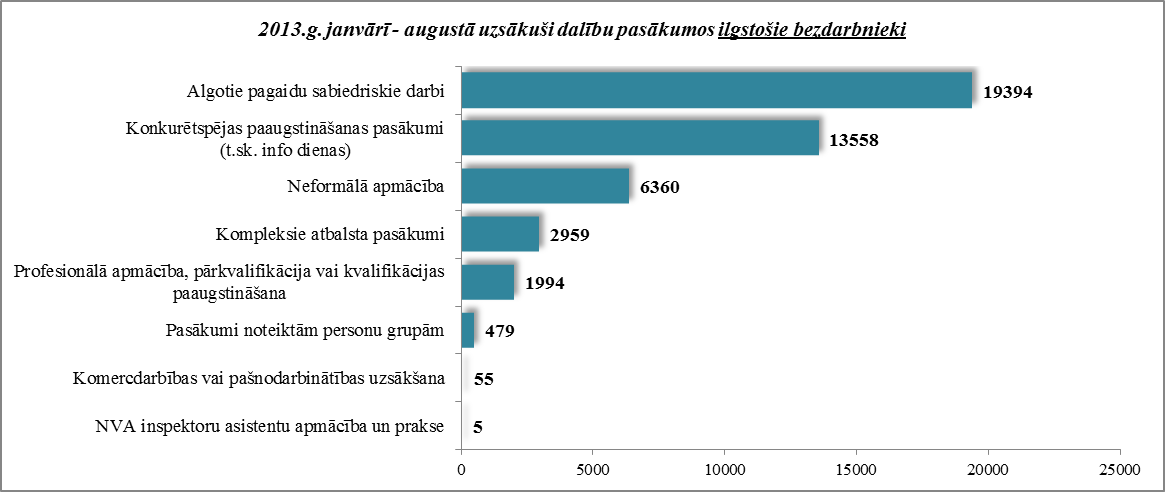 2013.g. janvārī - augustā uzsākuši dalību pasākumos ilgstošie bezdarbnieki
Algotie pagaidu sabiedriskie darbi
19394
Konkurētspējas paaugstināšanas pasākumi
(t.sk. info dienas)
13558
Neformālā apmācība
6360
Kompleksie atbalsta pasākumi
2959
Profesionālā apmācība, pārkvalifikācija vai kvalifikācijas
paaugstināšana
1994
Pasākumi noteiktām personu grupām
479
Komercdarbības vai pašnodarbinātības uzsākšana
55
NVA inspektoru asistentu apmācība un prakse
5
0 5000 10000 15000 20000 25000